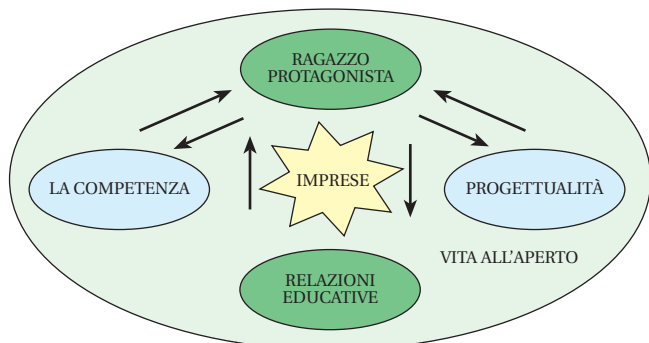 RAGAZZO
PROTAGONISTA
LA COMPETENZA
IMPRESE
PROGETTUALITÀ
VITA ALL'APERTO
RELAZIONI
EDUCATIVE